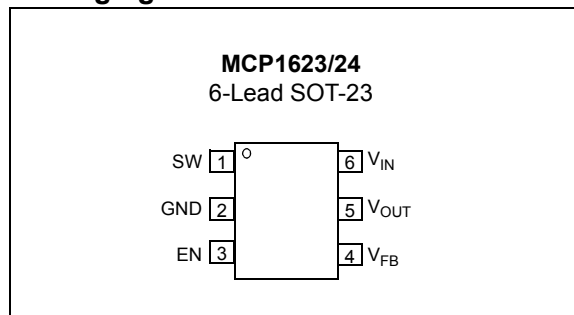 MCP1623/24
6-Lead SOT-23
SW 1 6 VIN
GND 2 5 VOUT
EN 3 4 VFB